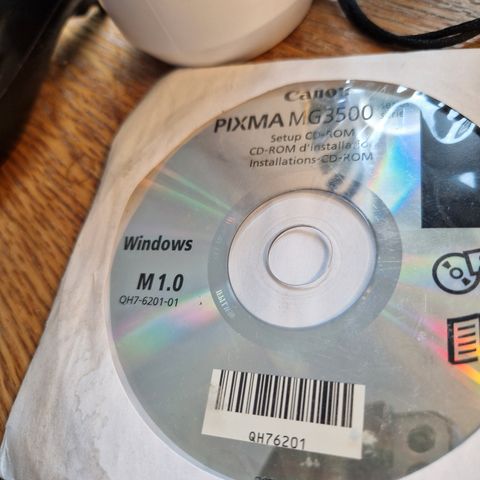 Canon
PIXMA MG3500 series
Setup CD-ROM
CD-ROM d'installation
Installations-CD-ROM
Windows
M 1.0
QH7-6201-01
QH76201